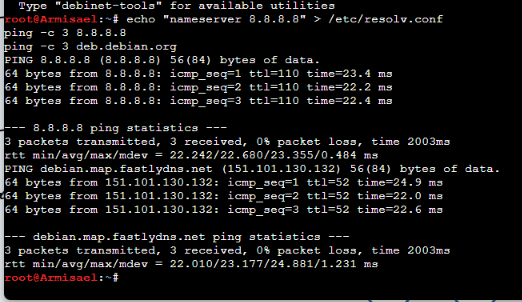 Type "debinet-tools" for available utilities
root@Armisael:~# echo "nameserver 8.8.8.8" > /etc/resolv.conf
ping -c 3 8.8.8.8
ping -c 3 deb.debian.org
PING 8.8.8.8 (8.8.8.8) 56(84) bytes of data.
64 bytes from 8.8.8.8: icmp_seq=1 ttl=110 time=23.4 ms
64 bytes from 8.8.8.8: icmp_seq=2 ttl=110 time=22.2 ms
64 bytes from 8.8.8.8: icmp_seq=3 ttl=110 time=22.4 ms

--- 8.8.8.8 ping statistics ---
3 packets transmitted, 3 received, 0% packet loss, time 2003ms
rtt min/avg/max/mdev = 22.242/22.680/23.355/0.484 ms
PING debian.map.fastlydns.net (151.101.130.132) 56(84) bytes of data.
64 bytes from 151.101.130.132: icmp_seq=1 ttl=52 time=24.9 ms
64 bytes from 151.101.130.132: icmp_seq=2 ttl=52 time=22.0 ms
64 bytes from 151.101.130.132: icmp_seq=3 ttl=52 time=22.6 ms

--- debian.map.fastlydns.net ping statistics ---
3 packets transmitted, 3 received, 0% packet loss, time 2003ms
rtt min/avg/max/mdev = 22.010/23.177/24.881/1.231 ms
root@Armisael:~#